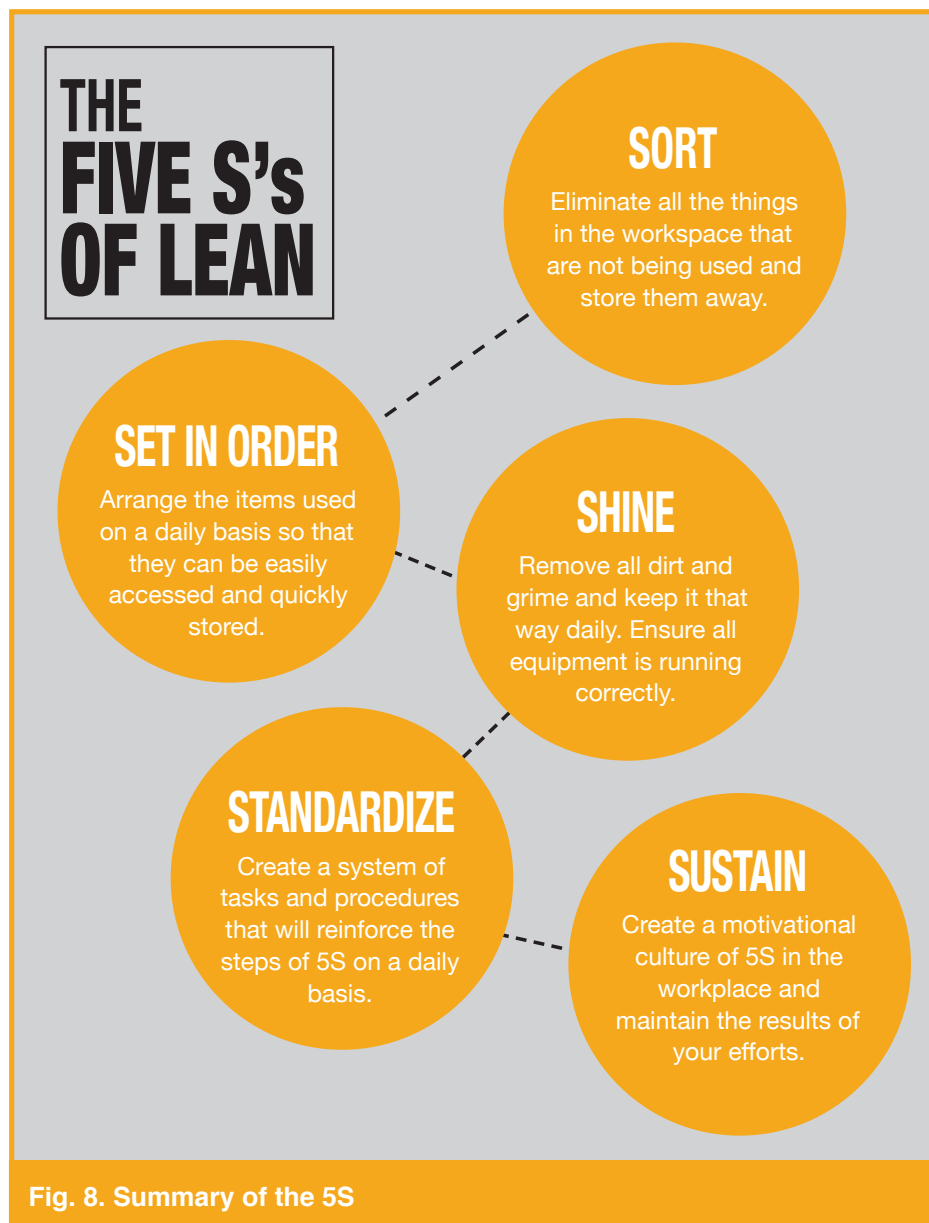 THE
FIVE S's
OF LEAN
SORT
Eliminate all the things
in the workspace that
are not being used and
store them away.
SET IN ORDER
Arrange the items used
on a daily basis so that
they can be easily
accessed and quickly
stored.
SHINE
Remove all dirt and
grime and keep it that
way daily. Ensure all
equipment is running
correctly.
STANDARDIZE
Create a system of
tasks and procedures
that will reinforce the
steps of 5S on a daily
basis.
SUSTAIN
Create a motivational
culture of 5S in the
workplace and
maintain the results of
your efforts.
Fig. 8. Summary of the 5S